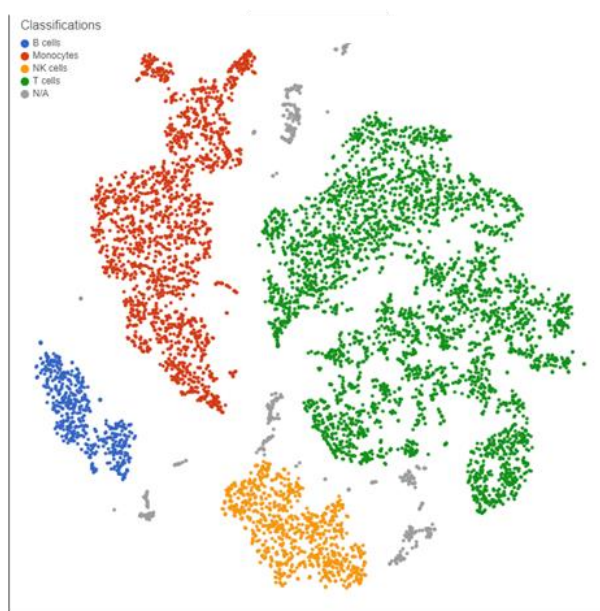 Classifications
B cells
Monocytes
NK cells
T cells
N/A